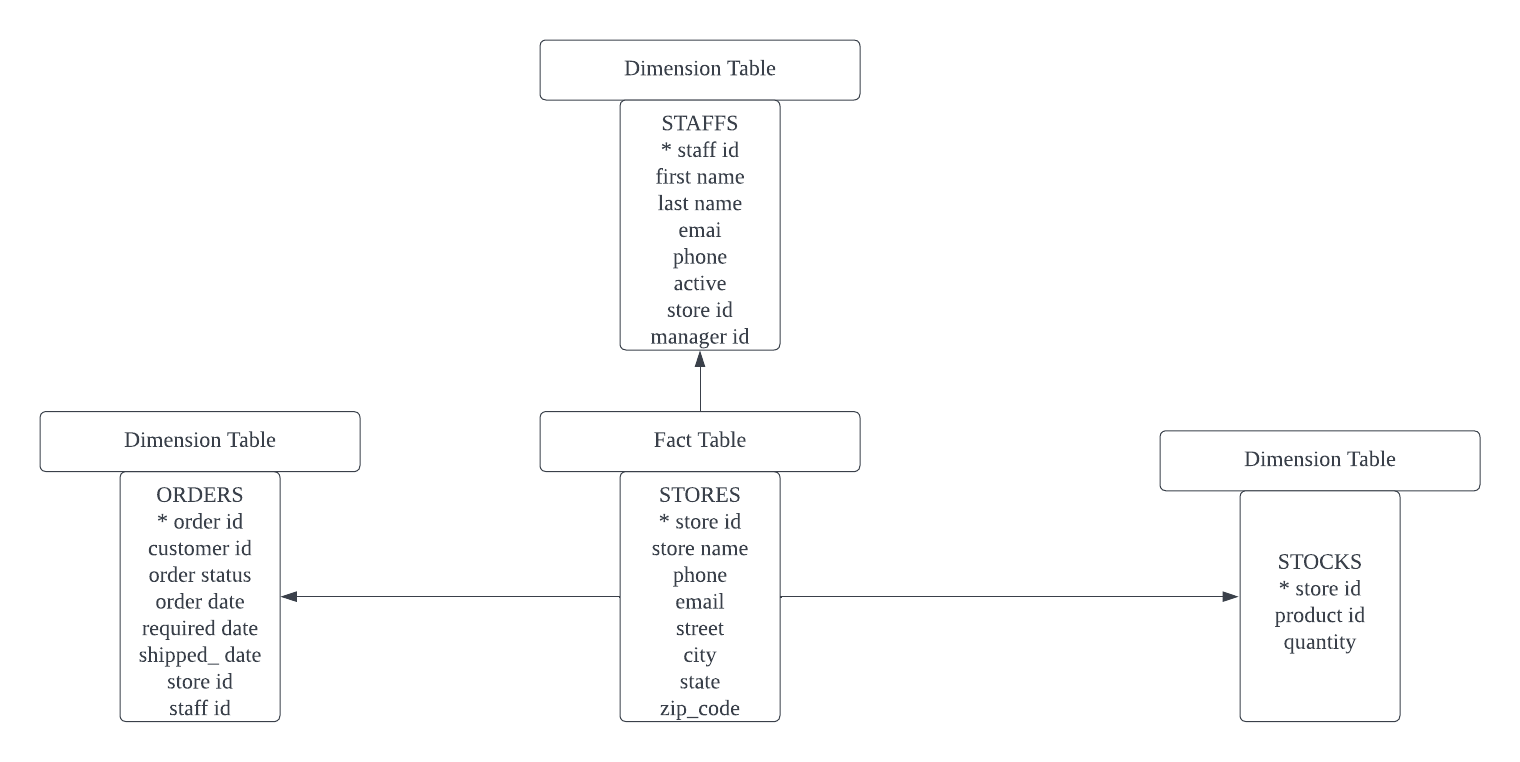 Dimension Table
STAFFS
* staff id
first name
last name
emai
phone
active
store id
manager id
Dimension Table
ORDERS
* order id
customer id
order status
order date
required date
shipped_ date
store id
staff id
Fact Table
STORES
* store id
store name
phone
email
street
city
state
zip_code
Dimension Table
STOCKS
* store id
product id
quantity